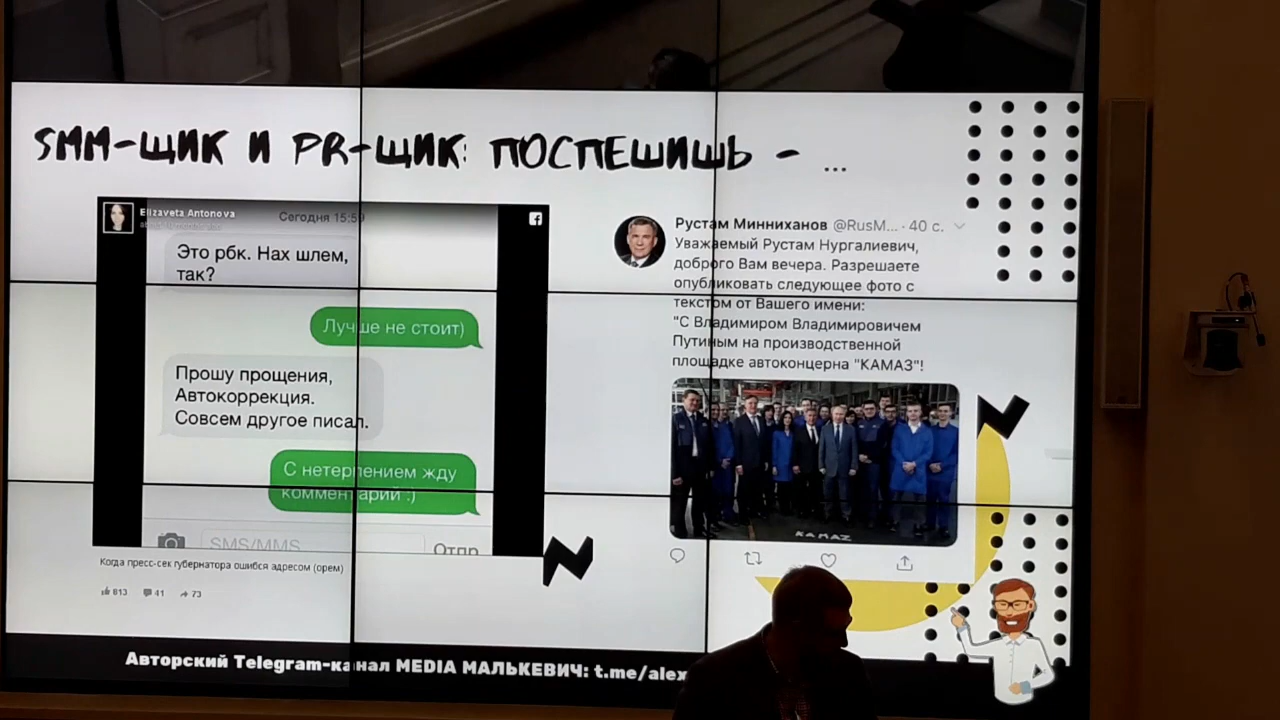 SMM-ЩИК И PR-ЩИК: ПОСПЕШИШЬ - ...
Elizaveta Antonova
Сегодня 15:59
Это рбк. Нах шлем,
так?
Лучше не стоит)
Прошу прощения,
Автокоррекция.
Совсем другое писал.
С нетерпением жду
комментарий :)
SMS/MMS
Отпр
Когда пресс-сек губернатора ошибся адресом (орем)
813 41 73
Рустам Минниханов @RusM... · 40 с.
Уважаемый Рустам Нургалиевич,
доброго Вам вечера. Разрешаете
опубликовать следующее фото с
текстом от Вашего имени:
"С Владимиром Владимировичем
Путиным на производственной
площадке автоконцерна "КАМАЗ"!
KAMAZ
Авторский Telegram-канал MEDIA МАЛЬКЕВИЧ: t.me/alex